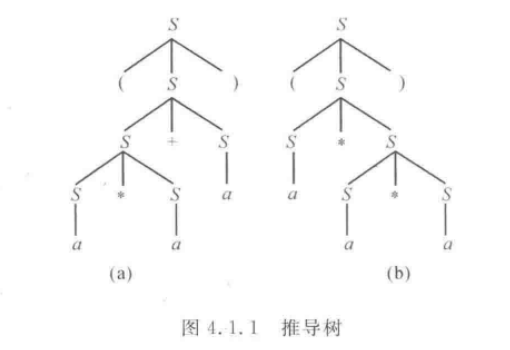 S S
( S ) ( S )
S + S S * S
S * S a a S * S
a a a a
(a) (b)
图 4.1.1 推导树